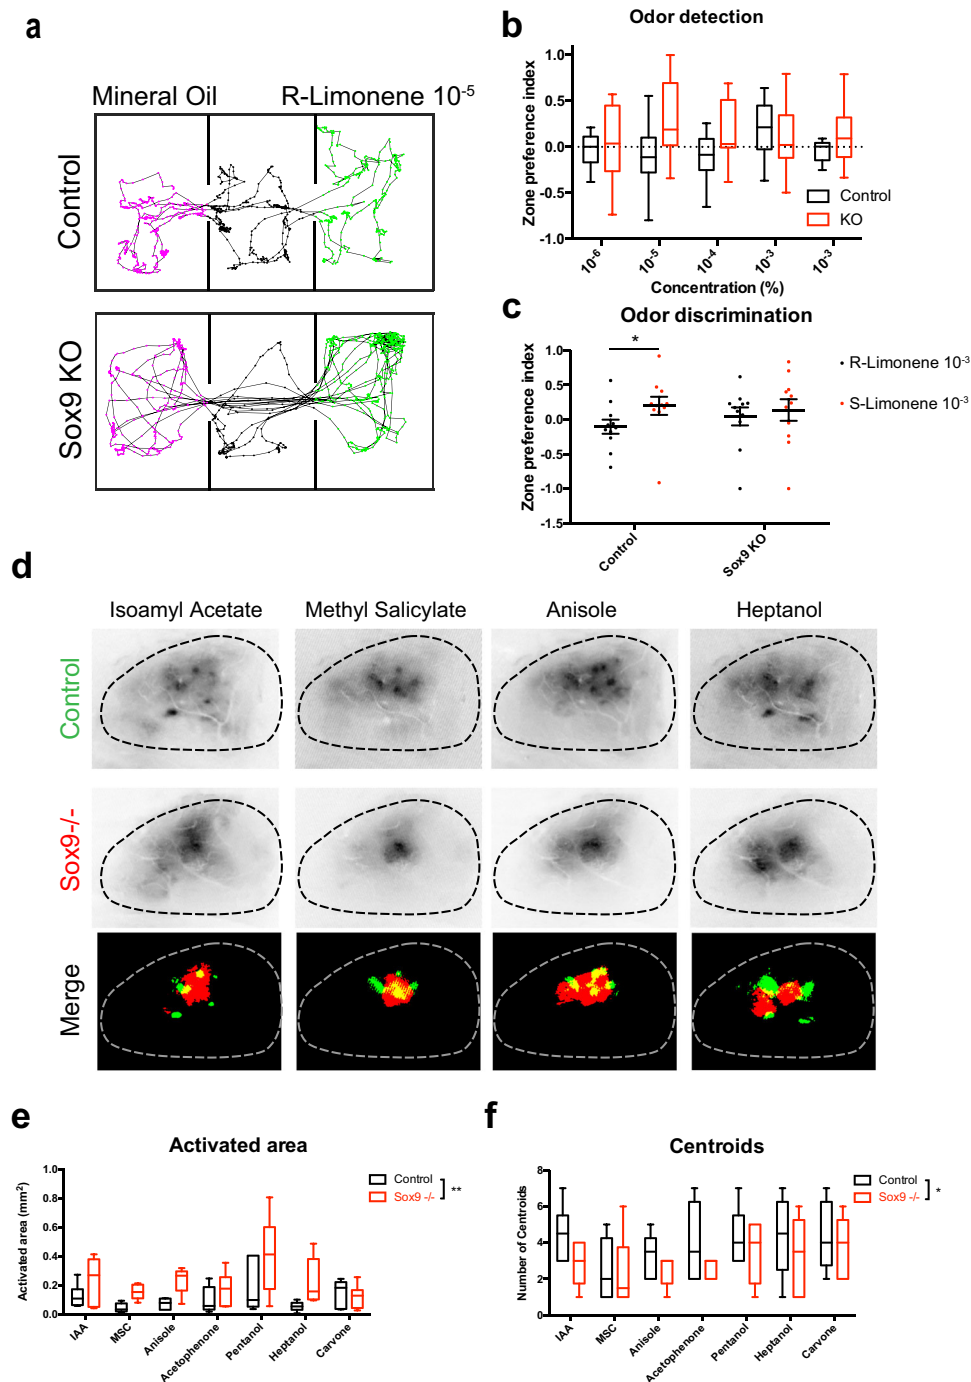 a
Mineral Oil
R-Limonene 10-5
Control
Sox9 KO
b
Odor detection
Zone preference index
1.0
0.5
0.0
-0.5
-1.0
Control
KO
10-6
10-5
10-4
10-3
10-3
Concentration (%)
c
Odor discrimination
Zone preference index
1.0
0.5
0.0
-0.5
-1.0
-1.5
*
R-Limonene 10-3
S-Limonene 10-3
Control
Sox9 KO
d
Isoamyl Acetate
Methyl Salicylate
Anisole
Heptanol
Control
Sox9-/-
Merge
e
Activated area
Activated area (mm2)
1.0
0.8
0.6
0.4
0.2
0.0
Control
Sox9 -/-
**
IAA
MSC
Anisole
Acetophenone
Pentanol
Heptanol
Carvone
f
Centroids
Number of Centroids
8
6
4
2
0
Control
Sox9 -/-
*
IAA
MSC
Anisole
Acetophenone
Pentanol
Heptanol
Carvone